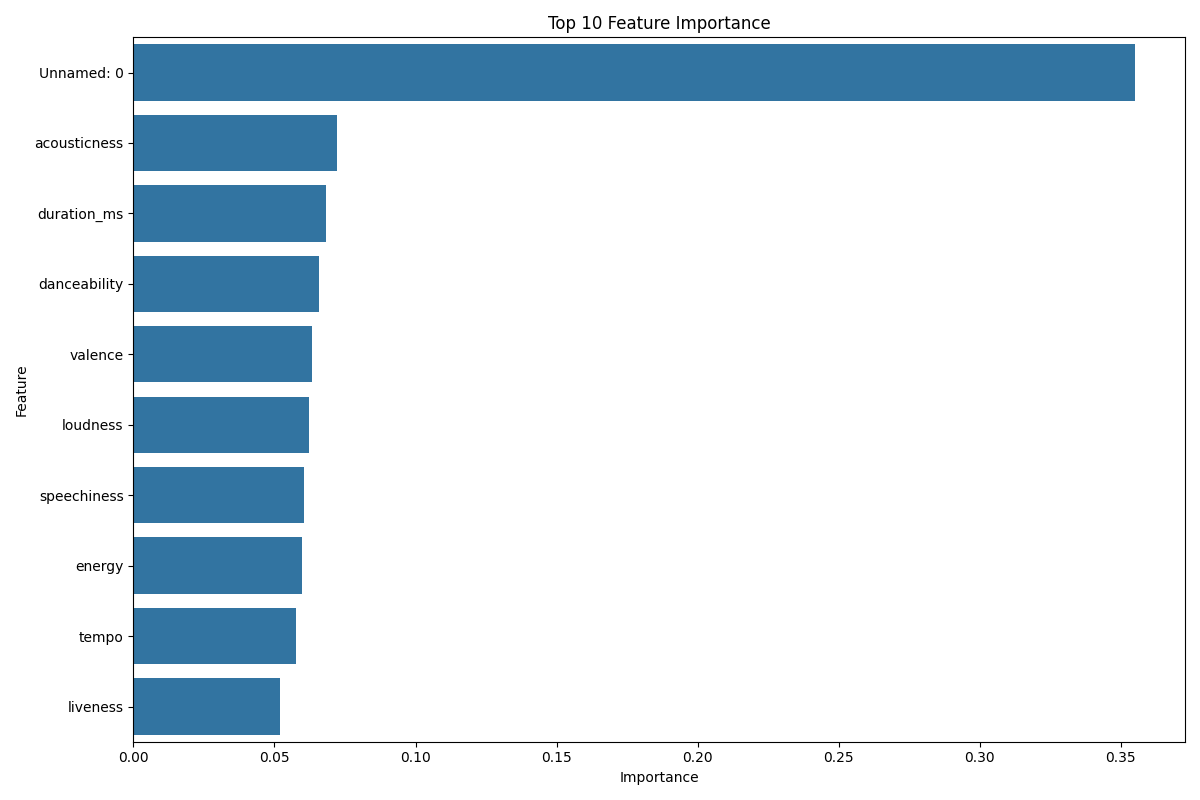 Top 10 Feature Importance
Feature
Unnamed: 0
acousticness
duration_ms
danceability
valence
loudness
speechiness
energy
tempo
liveness
0.00 0.05 0.10 0.15 0.20 0.25 0.30 0.35
Importance